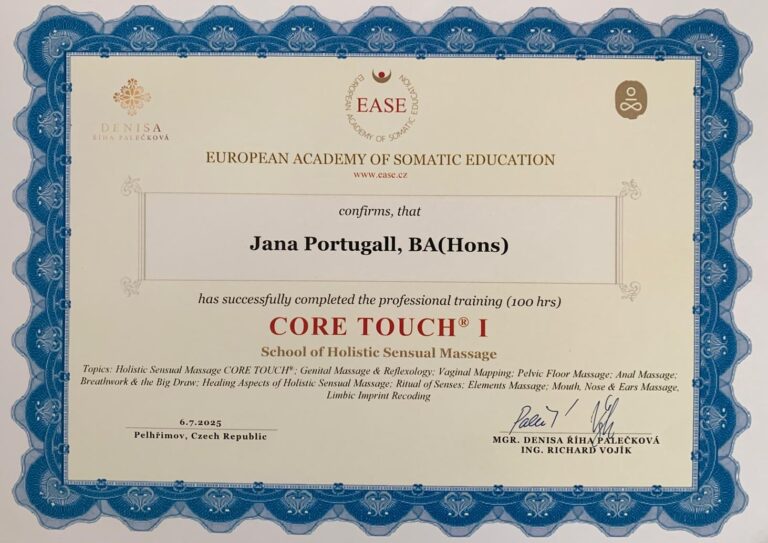 DENISA
ŘÍHA PALEČKOVÁ
EUROPEAN ACADEMY OF SOMATIC EDUCATION
EASE
EUROPEAN ACADEMY OF SOMATIC EDUCATION
www.ease.cz
confirms, that
Jana Portugall, BA(Hons)
has successfully completed the professional training (100 hrs)
CORE TOUCH® I
School of Holistic Sensual Massage
Topics: Holistic Sensual Massage CORE TOUCH®; Genital Massage & Reflexology; Vaginal Mapping; Pelvic Floor Massage; Anal Massage;
Breathwork & the Big Draw; Healing Aspects of Holistic Sensual Massage; Ritual of Senses; Elements Massage; Mouth, Nose & Ears Massage,
Limbic Imprint Recoding
6.7.2025
Pelhřimov, Czech Republic
MGR. DENISA ŘÍHA PALEČKOVÁ
ING. RICHARD VOJÍK